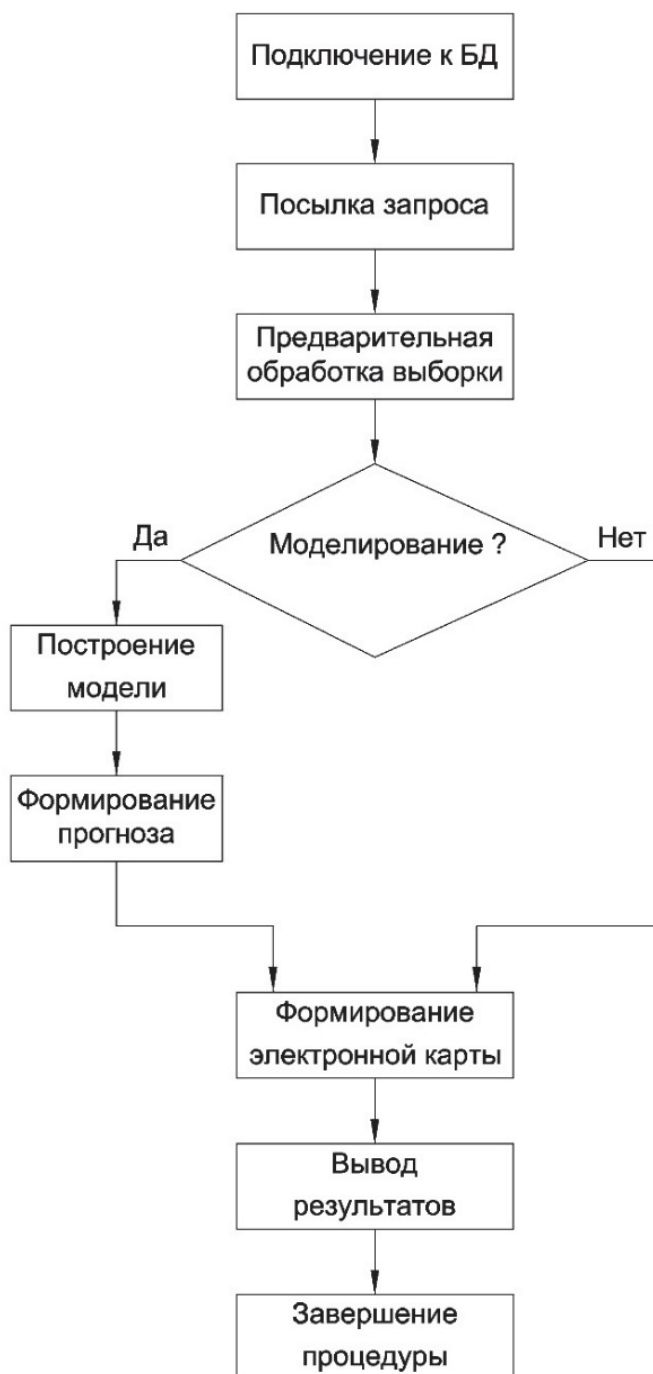 Подключение к БД
Посылка запроса
Предварительная
обработка выборки
Моделирование ?
Да
Нет
Построение
модели
Формирование
прогноза
Формирование
электронной карты
Вывод
результатов
Завершение
процедуры